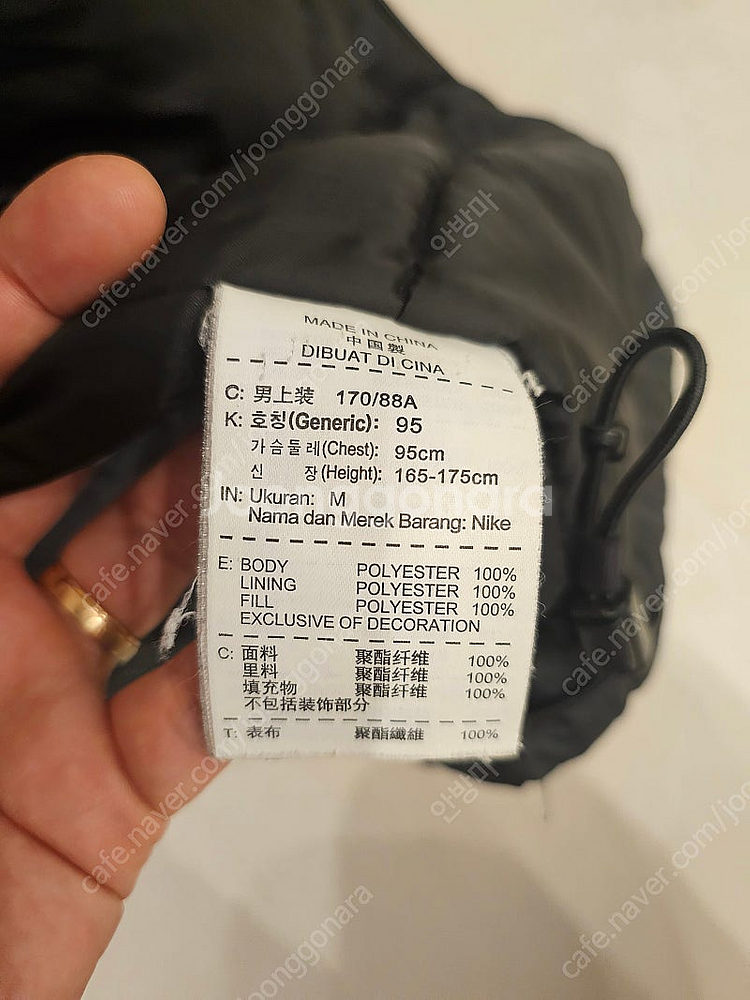 MADE IN CHINA
中国製
DIBUAT DI CINA
C: 男上装 170/88A
K: 호칭(Generic): 95
가슴둘레(Chest): 95cm
신 장(Height): 165-175cm
IN: Ukuran: M
Nama dan Merek Barang: Nike
E: BODY POLYESTER 100%
LINING POLYESTER 100%
FILL POLYESTER 100%
EXCLUSIVE OF DECORATION
C: 面料 聚酯纤维 100%
里料 聚酯纤维 100%
填充物 聚酯纤维 100%
不包括装饰部分
T: 表布 聚酯纖維 100%
joonggonara
cafe.naver.com/joonggonara
안방마